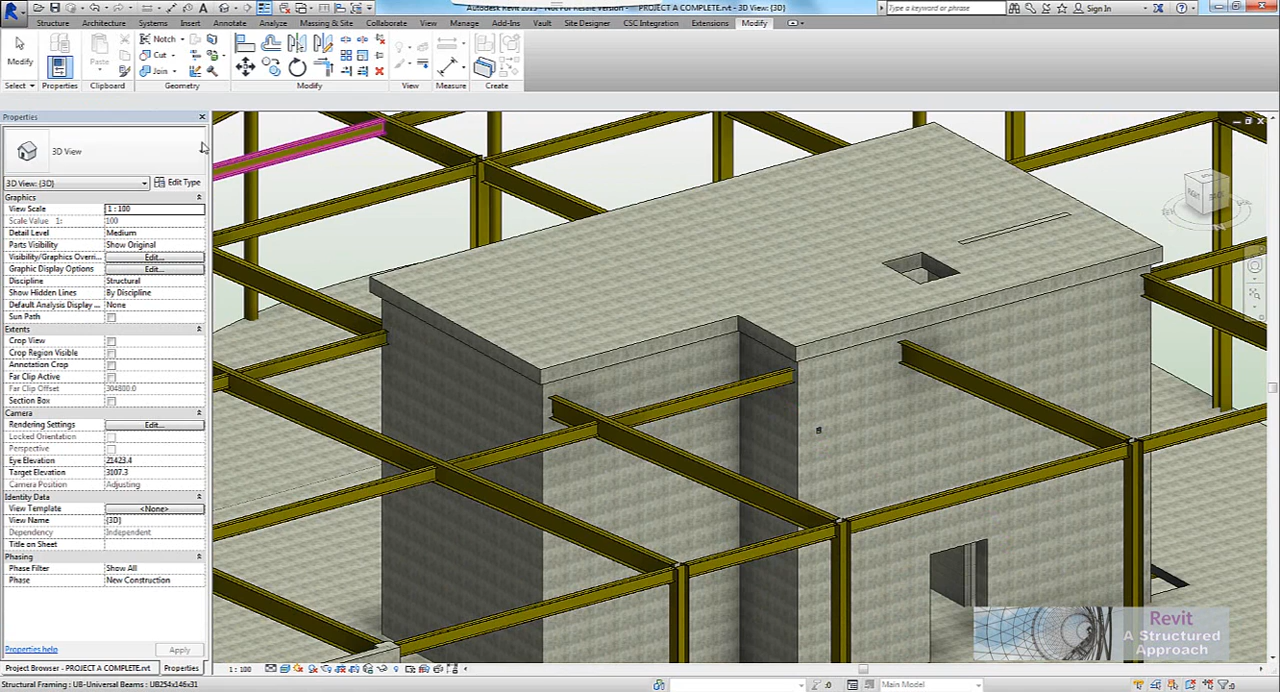 Autodesk Revit 2015 - Not For Resale Version - PROJECT A COMPLETE.rvt - 3D View: {3D}
Type a keyword or phrase
Sign In
Structure Architecture Systems Insert Annotate Analyze Massing & Site Collaborate View Manage Add-Ins Vault Site Designer CSC Integration Extensions Modify
Modify
Paste
Notch
Cut
Join
Select Properties Clipboard Geometry Modify View Measure Create
Properties
3D View
3D View: {3D}
Edit Type
Graphics
View Scale 1 : 100
Scale Value 1: 100
Detail Level Medium
Parts Visibility Show Original
Visibility/Graphics Overri... Edit...
Graphic Display Options Edit...
Discipline Structural
Show Hidden Lines By Discipline
Default Analysis Display ... None
Sun Path
Extents
Crop View
Crop Region Visible
Annotation Crop
Far Clip Active
Far Clip Offset 304800.0
Section Box
Camera
Rendering Settings Edit...
Locked Orientation
Perspective
Eye Elevation 21423.4
Target Elevation 3107.3
Camera Position Adjusting
Identity Data
View Template <None>
View Name {3D}
Dependency Independent
Title on Sheet
Phasing
Phase Filter Show All
Phase New Construction
Properties help
Apply
Project Browser - PROJECT A COMPLETE.rvt
Properties
1 : 100
Structural Framing : UB-Universal Beams : UB254x146x31
:0
Main Model
:0
RIGHT
BACK
Revit
A Structured
Approach